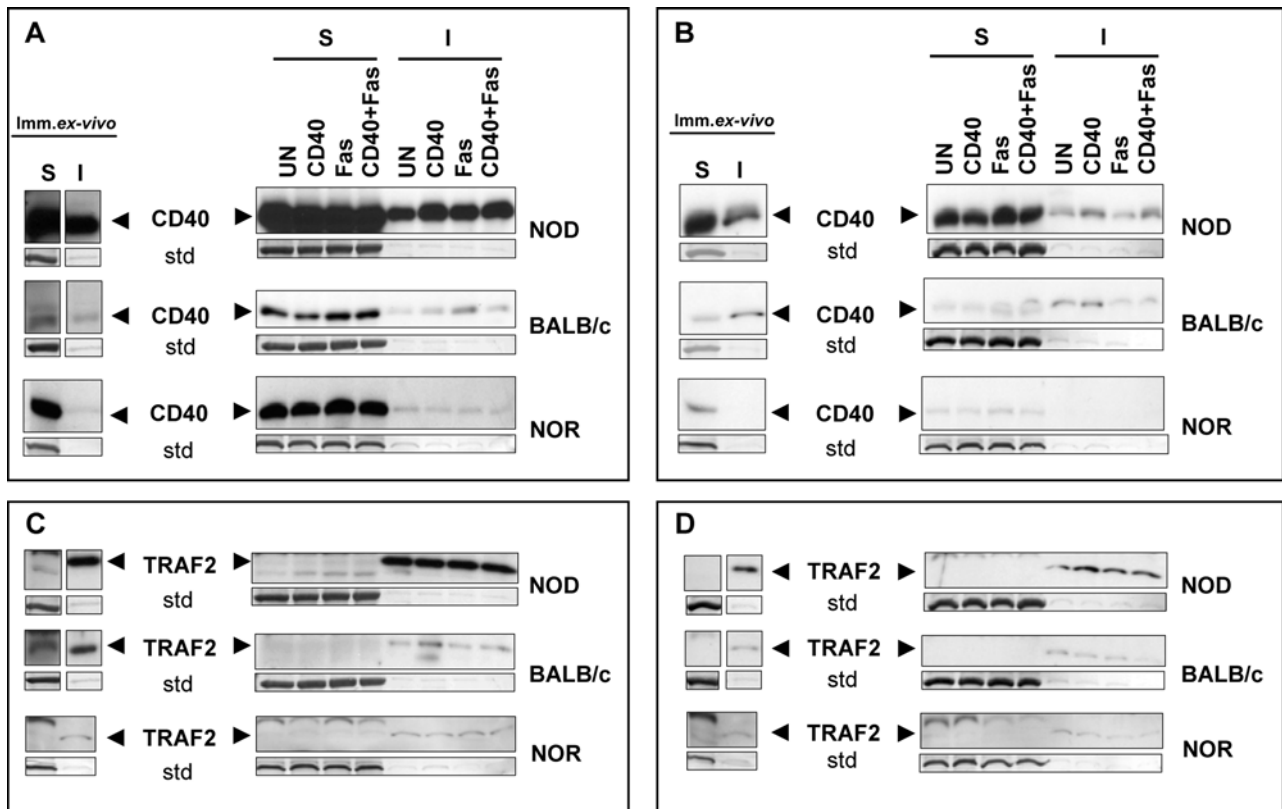 A
S I
Imm.ex-vivo
S I
UN CD40 Fas CD40+Fas UN CD40 Fas CD40+Fas
CD40 NOD
std
CD40 BALB/c
std
CD40 NOR
std
B
S I
Imm.ex-vivo
S I
UN CD40 Fas CD40+Fas UN CD40 Fas CD40+Fas
CD40 NOD
std
CD40 BALB/c
std
CD40 NOR
std
C
TRAF2 NOD
std
TRAF2 BALB/c
std
TRAF2 NOR
std
D
TRAF2 NOD
std
TRAF2 BALB/c
std
TRAF2 NOR
std